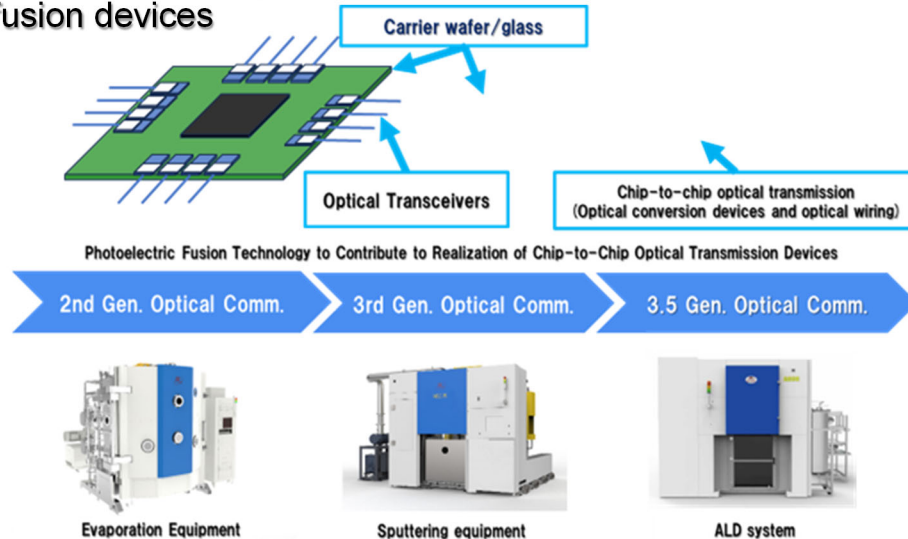 fusion devices
Carrier wafer/glass
Optical Transceivers
Chip-to-chip optical transmission
(Optical conversion devices and optical wiring)
Photoelectric Fusion Technology to Contribute to Realization of Chip-to-Chip Optical Transmission Devices
2nd Gen. Optical Comm.
3rd Gen. Optical Comm.
3.5 Gen. Optical Comm.
Evaporation Equipment
Sputtering equipment
ALD system